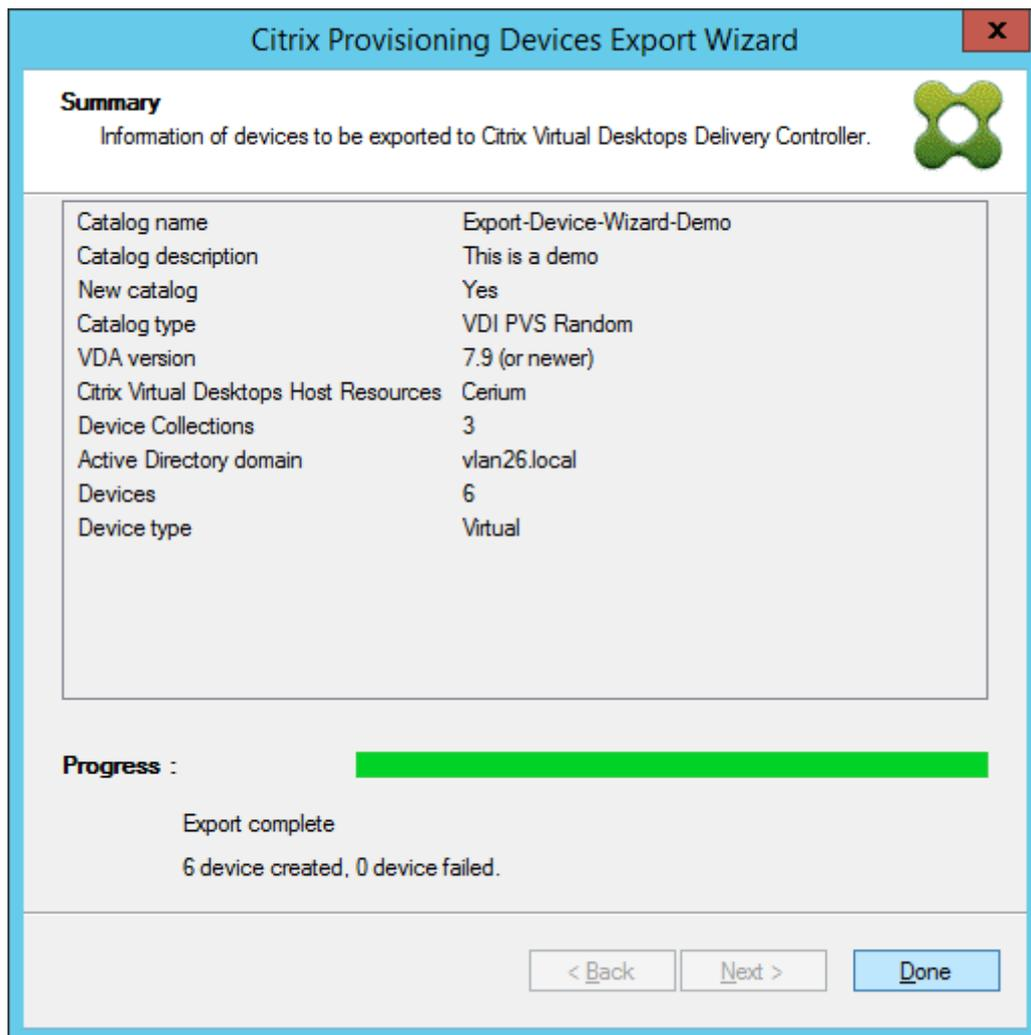 Citrix Provisioning Devices Export Wizard
x
Summary
Information of devices to be exported to Citrix Virtual Desktops Delivery Controller.
Catalog name Export-Device-Wizard-Demo
Catalog description This is a demo
New catalog Yes
Catalog type VDI PVS Random
VDA version 7.9 (or newer)
Citrix Virtual Desktops Host Resources Cerium
Device Collections 3
Active Directory domain vlan26.local
Devices 6
Device type Virtual
Progress :
Export complete
6 device created, 0 device failed.
< Back Next > Done